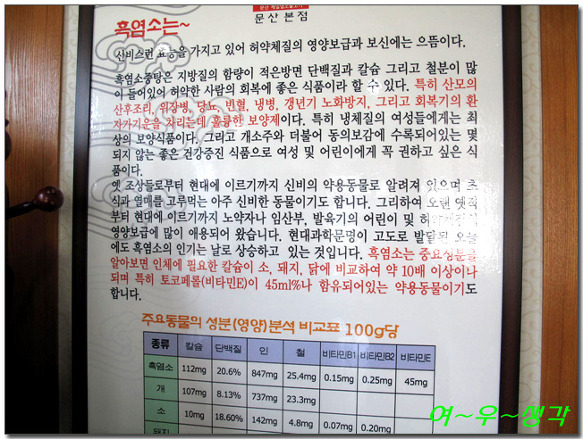 문산본점
흑염소는~
신비스런 효능을 가지고 있어 허약체질의 영양보급과 보신에는 으뜸이다.
흑염소중탕은 지방질의 함량이 적은방면 단백질과 칼슘 그리고 철분이 많
이 들어있어 허약한 사람의 회복에 좋은 식품이라 할 수 있다. 특히 산모의
산후조리, 위장병, 당뇨, 빈혈, 냉병, 갱년기 노화방지, 그리고 회복기의 환
자가기운을 차리는데 훌륭한 보양제이다. 특히 냉체질의 여성들에게는 최
상의 보양식품이다. 그리고 개소주와 더불어 동의보감에 수록되어있는 몇
되지 않는 좋은 건강증진 식품으로 여성 및 어린이에게 꼭 권하고 싶은 식
품이다.
옛 조상들로부터 현대에 이르기까지 신비의 약용동물로 알려져 있으며 초
식과 열매를 고루먹는 아주 신비한 동물이기도 합니다. 그리하여 오랜 옛적
부터 현대에 이르기까지 노약자나 임산부, 발육기의 어린이 및 허약체질의
영양보급에 많이 애용되어 왔습니다. 현대과학문명이 고도로 발달된 오늘
에도 흑염소의 인기는 날로 상승하고 있는 것입니다. 흑염소는 중요성분을
알아보면 인체에 필요한 칼슘이 소, 돼지, 닭에 비교하여 약 10배 이상이나
되며 특히 토코페롤(비타민E)이 45ml%나 함유되어있는 약용동물이기도
합니다.
주요동물의 성분(영양)분석 비교표 100g당
종류 칼슘 단백질 인 철 비타민B1 비타민B2 비타민E
흑염소 112mg 20.6% 847mg 25.4mg 0.15mg 0.25mg 45mg
개 107mg 8.13% 737mg 23.3mg
소 10mg 18.60% 142mg 4.8mg 0.07mg 0.20mg
돼지
여~우~생각